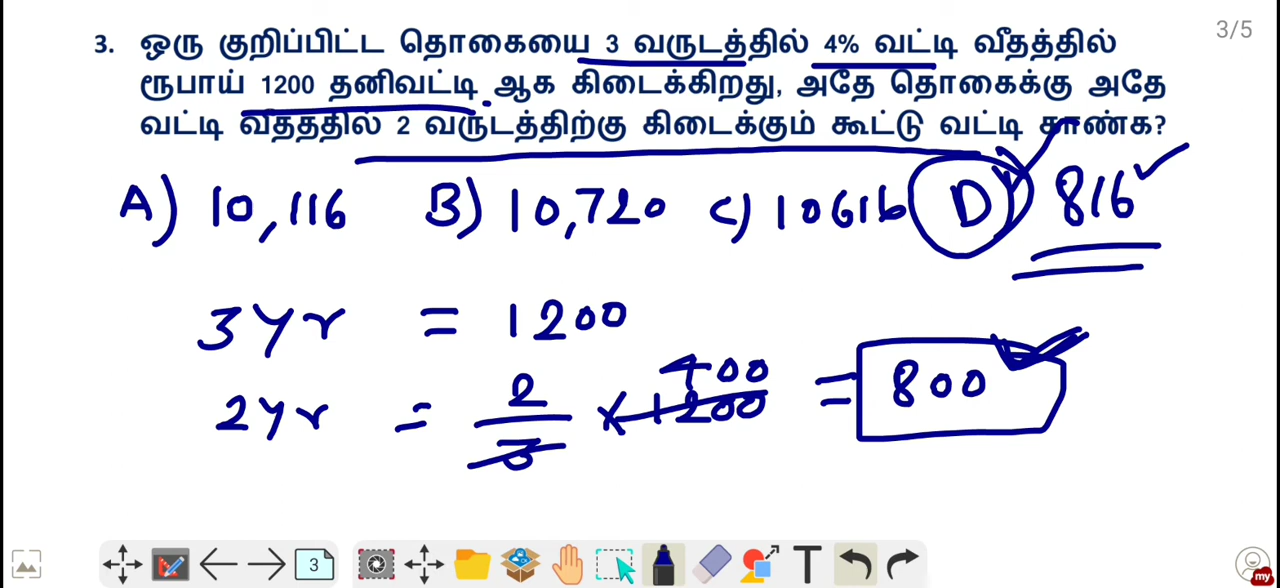 3/5
3. ஒரு குறிப்பிட்ட தொகையை 3 வருடத்தில் 4% வட்டி வீதத்தில்
ரூபாய் 1200 தனிவட்டி ஆக கிடைக்கிறது, அதே தொகைக்கு அதே
வட்டி வீதத்தில் 2 வருடத்திற்கு கிடைக்கும் கூட்டு வட்டி காண்க?
A) 10,116 B) 10,720 C) 10616 D) 816
3yr = 1200
2yr = 2/3 × 1200 400 = 800
3 T
my